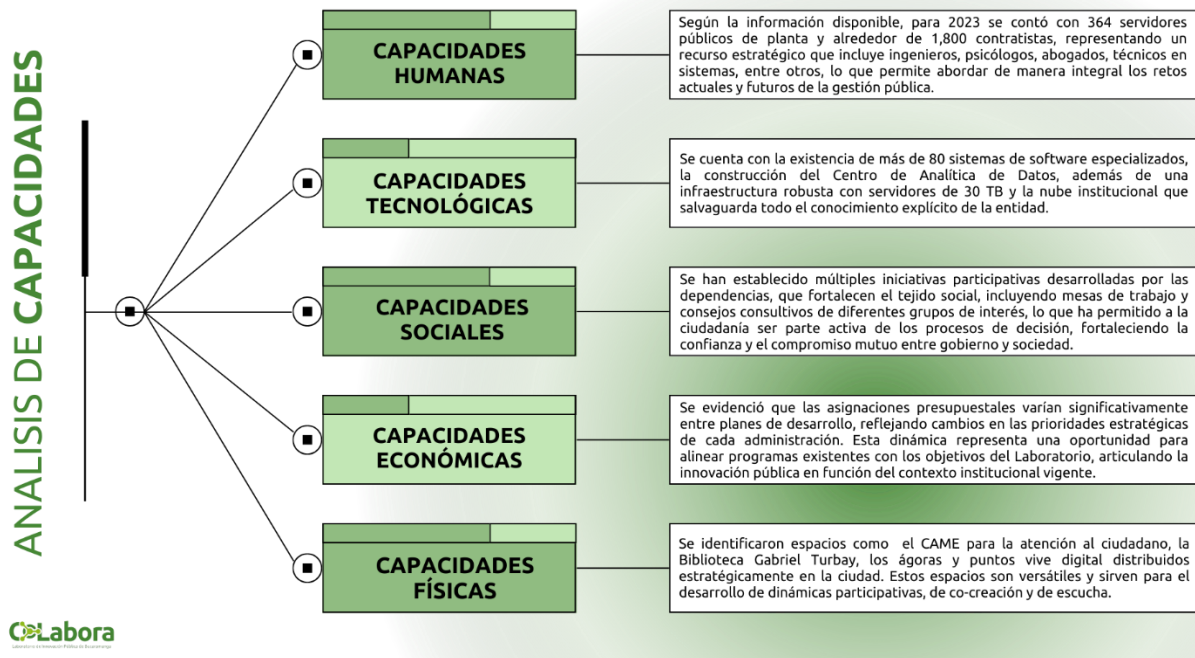 ANALISIS DE CAPACIDADES
CAPACIDADES
HUMANAS
Según la información disponible, para 2023 se contó con 364 servidores
públicos de planta y alrededor de 1,800 contratistas, representando un
recurso estratégico que incluye ingenieros, psicólogos, abogados, técnicos en
sistemas, entre otros, lo que permite abordar de manera integral los retos
actuales y futuros de la gestión pública.
CAPACIDADES
TECNOLÓGICAS
Se cuenta con la existencia de más de 80 sistemas de software especializados,
la construcción del Centro de Analítica de Datos, además de una
infraestructura robusta con servidores de 30 TB y la nube institucional que
salvaguarda todo el conocimiento explícito de la entidad.
CAPACIDADES
SOCIALES
Se han establecido múltiples iniciativas participativas desarrolladas por las
dependencias, que fortalecen el tejido social, incluyendo mesas de trabajo y
consejos consultivos de diferentes grupos de interés, lo que ha permitido a la
ciudadanía ser parte activa de los procesos de decisión, fortaleciendo la
confianza y el compromiso mutuo entre gobierno y sociedad.
CAPACIDADES
ECONÓMICAS
Se evidenció que las asignaciones presupuestales varían significativamente
entre planes de desarrollo, reflejando cambios en las prioridades estratégicas
de cada administración. Esta dinámica representa una oportunidad para
alinear programas existentes con los objetivos del Laboratorio, articulando la
innovación pública en función del contexto institucional vigente.
CAPACIDADES
FÍSICAS
Se identificaron espacios como el CAME para la atención al ciudadano, la
Biblioteca Gabriel Turbay, los ágoras y puntos vive digital distribuidos
estratégicamente en la ciudad. Estos espacios son versátiles y sirven para el
desarrollo de dinámicas participativas, de co-creación y de escucha.
CoLabora
Laboratorio de Innovación Pública de Bucaramanga